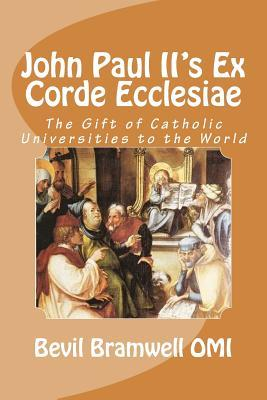 John Paul II's Ex
Corde Ecclesiae
The Gift of Catholic
Universities to the World
Bevil Bramwell OMI